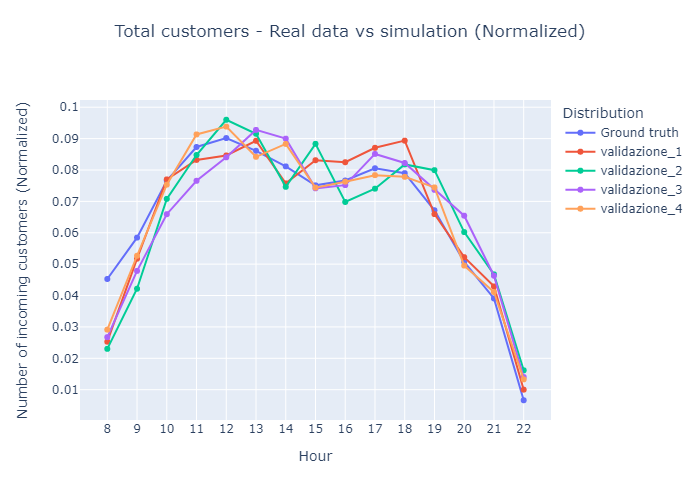 Total customers - Real data vs simulation (Normalized)
Number of incoming customers (Normalized)
0.1
0.09
0.08
0.07
0.06
0.05
0.04
0.03
0.02
0.01
8 9 10 11 12 13 14 15 16 17 18 19 20 21 22
Hour
Distribution
Ground truth
validazione_1
validazione_2
validazione_3
validazione_4